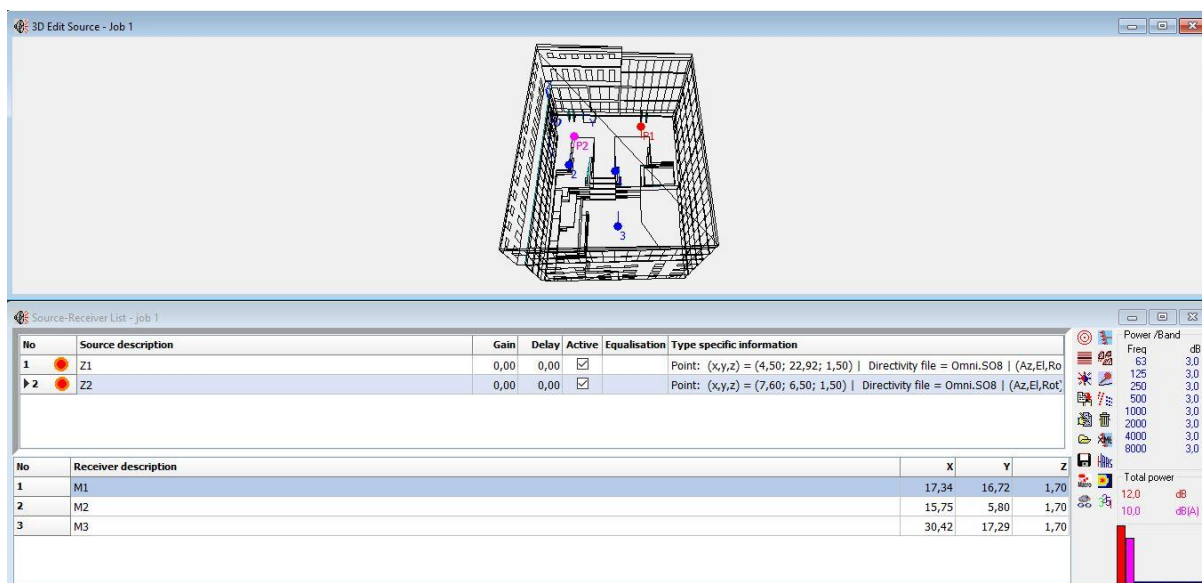 3D Edit Source - Job 1
P1
P2
2
3
Source-Receiver List - job 1
No Source description Gain Delay Active Equalisation Type specific information
1 Z1 0,00 0,00 Point: (x,y,z) = (4,50; 22,92; 1,50) | Directivity file = Omni.SO8 | (Az,El,Ro
2 Z2 0,00 0,00 Point: (x,y,z) = (7,60; 6,50; 1,50) | Directivity file = Omni.SO8 | (Az,El,Rot)
No Receiver description X Y Z
1 M1 17,34 16,72 1,70
2 M2 15,75 5,80 1,70
3 M3 30,42 17,29 1,70
Power /Band
Freq dB
63 3,0
125 3,0
250 3,0
500 3,0
1000 3,0
2000 3,0
4000 3,0
8000 3,0
Total power
12,0 dB
10,0 dB(A)